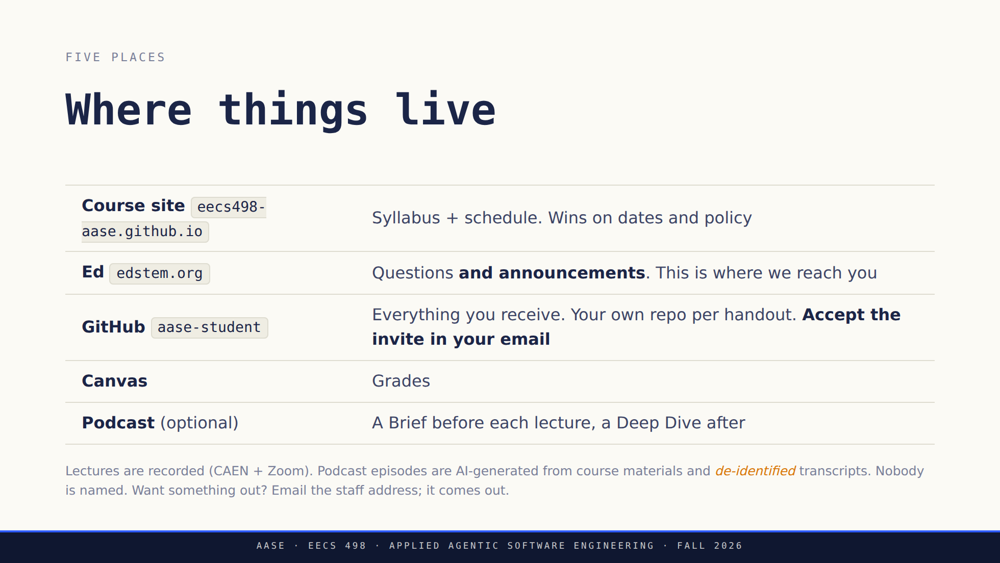 FIVE PLACES
Where things live
Course site eecs498-
aase.github.io
Syllabus + schedule. Wins on dates and policy
Ed edstem.org
Questions and announcements. This is where we reach you
GitHub aase-student
Everything you receive. Your own repo per handout. Accept the
invite in your email
Canvas
Grades
Podcast (optional)
A Brief before each lecture, a Deep Dive after
Lectures are recorded (CAEN + Zoom). Podcast episodes are AI-generated from course materials and de-identified transcripts. Nobody
is named. Want something out? Email the staff address; it comes out.
AASE · EECS 498 · APPLIED AGENTIC SOFTWARE ENGINEERING · FALL 2026